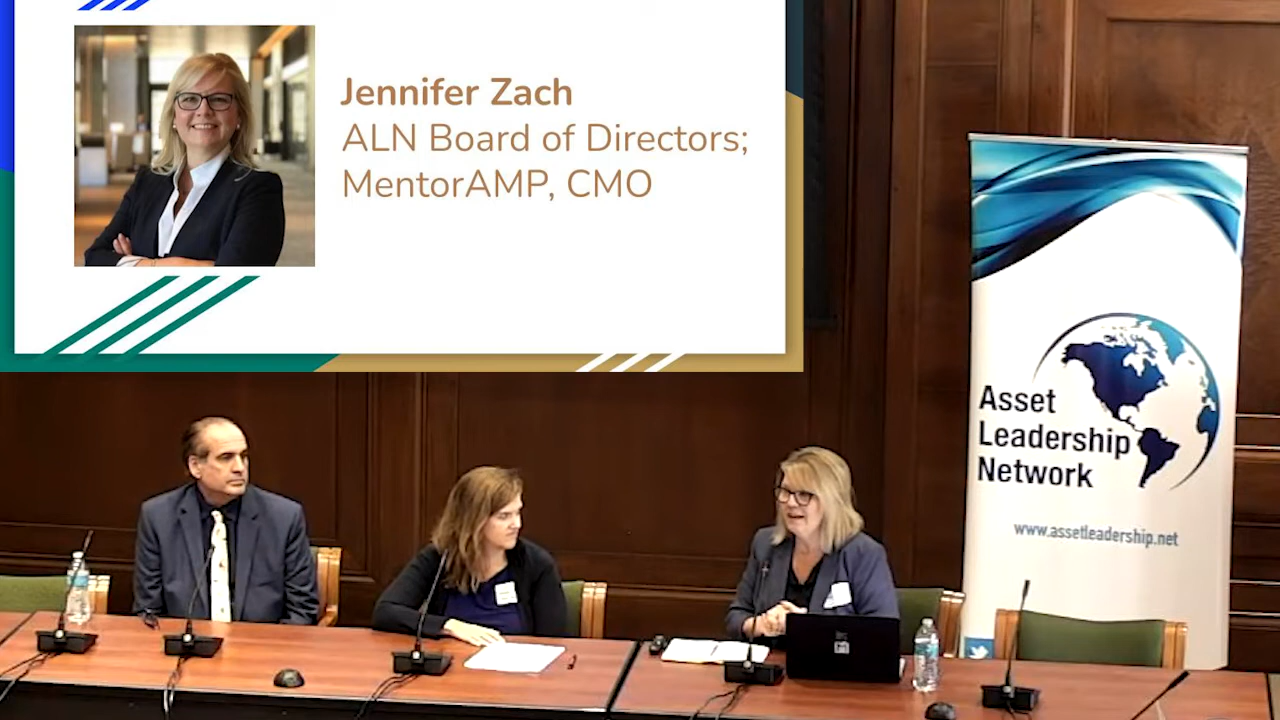 Jennifer Zach
ALN Board of Directors;
MentorAMP, CMO
Asset
Leadership
Network
www.assetleadership.net